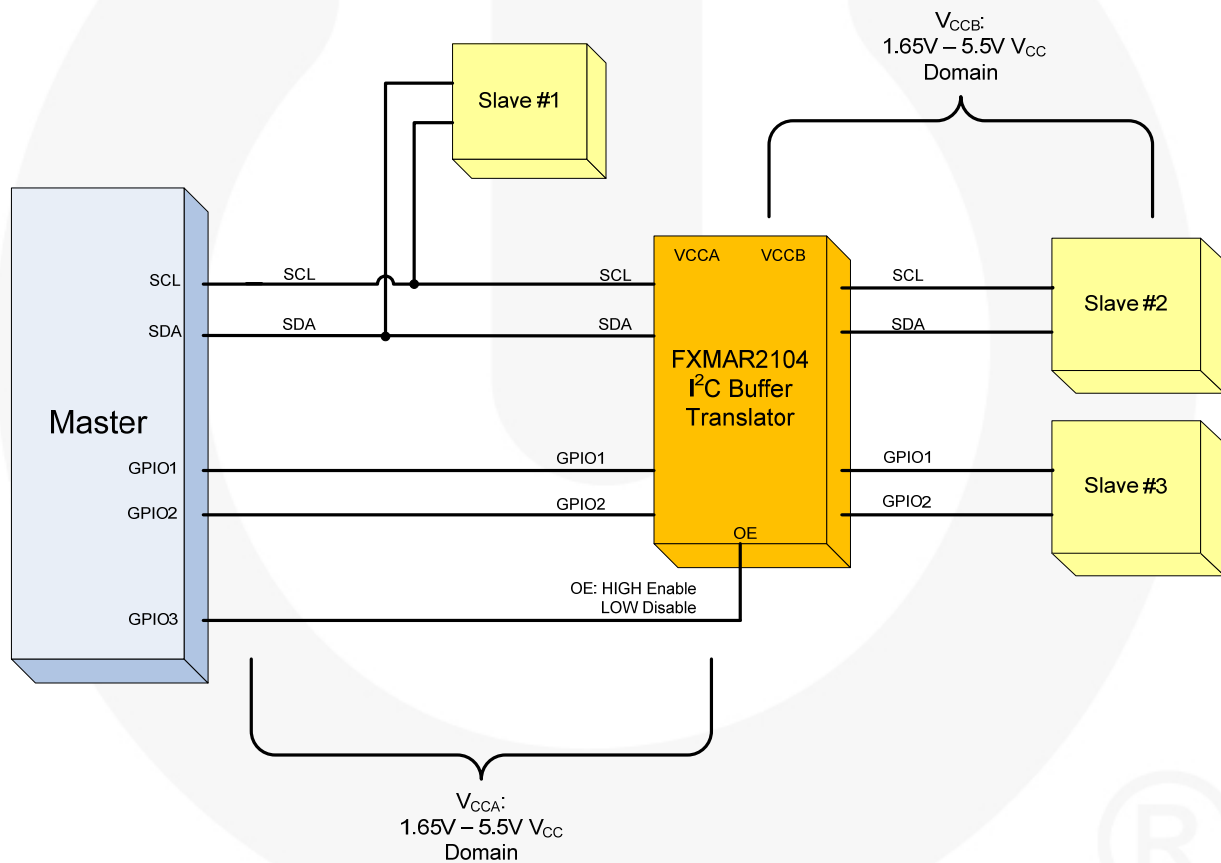 VCCB:
1.65V – 5.5V VCC
Domain
Slave #1
VCCA VCCB
SCL SCL SCL SCL
Slave #2
SDA SDA SDA SDA
FXMAR2104
I²C Buffer
Translator
Master
GPIO1 GPIO1 GPIO1
Slave #3
GPIO2 GPIO2 GPIO2
OE
OE: HIGH Enable
LOW Disable
GPIO3
VCCA:
1.65V – 5.5V VCC
Domain
®